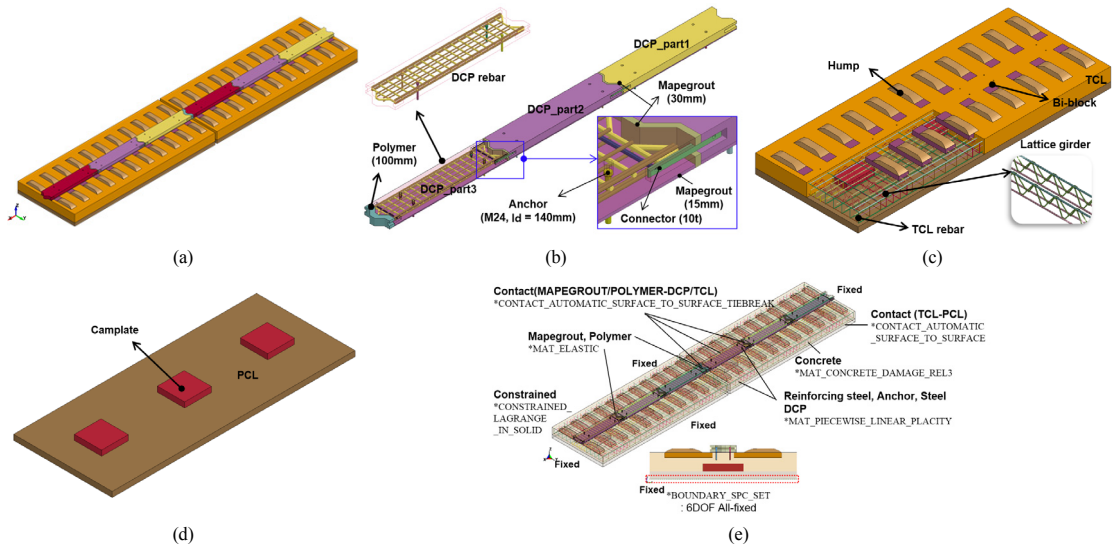 DCP rebar
DCP_part1
Mapegrout
(30mm)
DCP_part2
Polymer
(100mm)
DCP_part3
Anchor
(M24, ld = 140mm)
Mapegrout
(15mm)
Connector (10t)
Hump
TCL
Bi-block
Lattice girder
TCL rebar
(a)
(b)
(c)
Camplate
PCL
(d)
Contact(MAPEGROUT/POLYMER-DCP/TCL)
*CONTACT_AUTOMATIC_SURFACE_TO_SURFACE_TIEBREAK
Fixed
Mapegrout, Polymer
*MAT_ELASTIC
Contact (TCL-PCL)
*CONTACT_AUTOMATIC
_SURFACE_TO_SURFACE
Fixed
Concrete
*MAT_CONCRETE_DAMAGE_REL3
Constrained
*CONSTRAINED_
LAGRANGE
_IN_SOLID
Reinforcing steel, Anchor, Steel
DCP
*MAT_PIECEWISE_LINEAR_PLACITY
Fixed
Fixed
Fixed
*BOUNDARY_SPC_SET
: 6DOF All-fixed
(e)